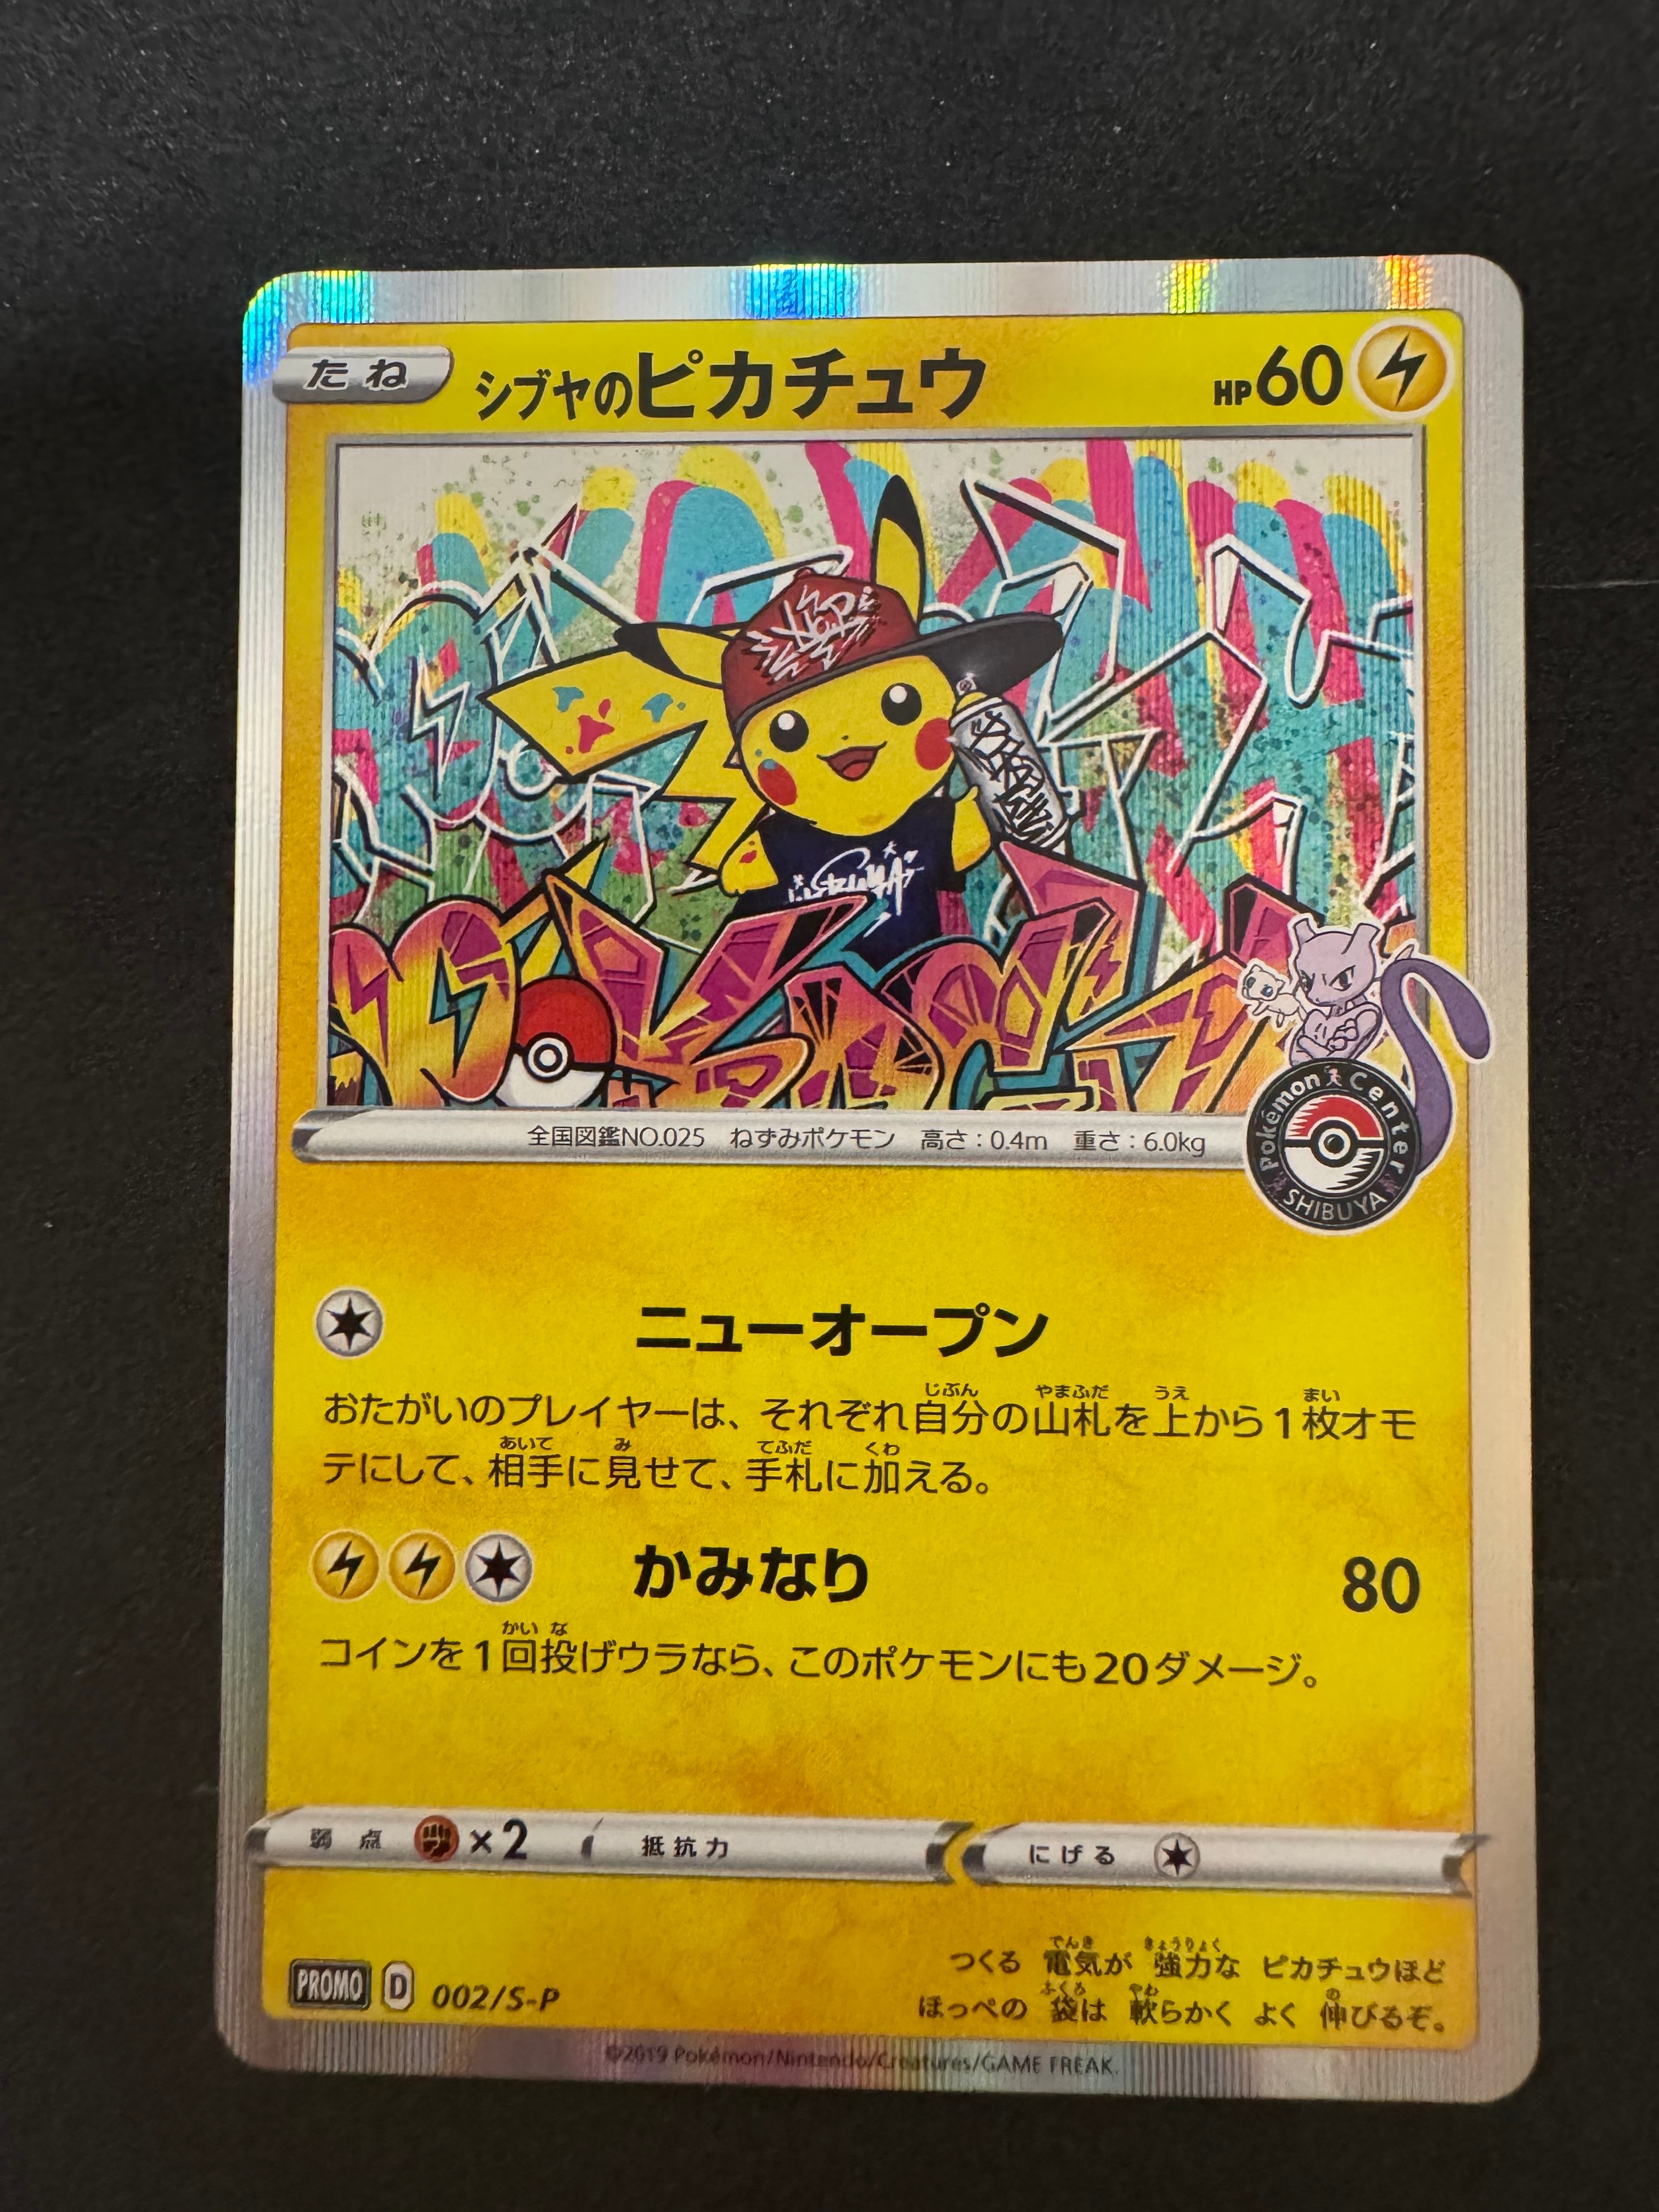 たね シブヤのピカチュウ HP60
全国図鑑NO.025 ねずみポケモン 高さ:0.4m 重さ:6.0kg
Pokémon Center
SHIBUYA
ニューオープン
おたがいのプレイヤーは、それぞれ自分の山札を上から1枚オモ
テにして、相手に見せて、手札に加える。
かみなり 80
コインを1回投げウラなら、このポケモンにも20ダメージ。
弱点 ×2 抵抗力 にげる
PROMO D 002/S-P
つくる 電気が 強力な ピカチュウほど
ほっぺの 袋は 軟らかく よく 伸びるぞ。
©2019 Pokémon/Nintendo/Creatures/GAME FREAK.